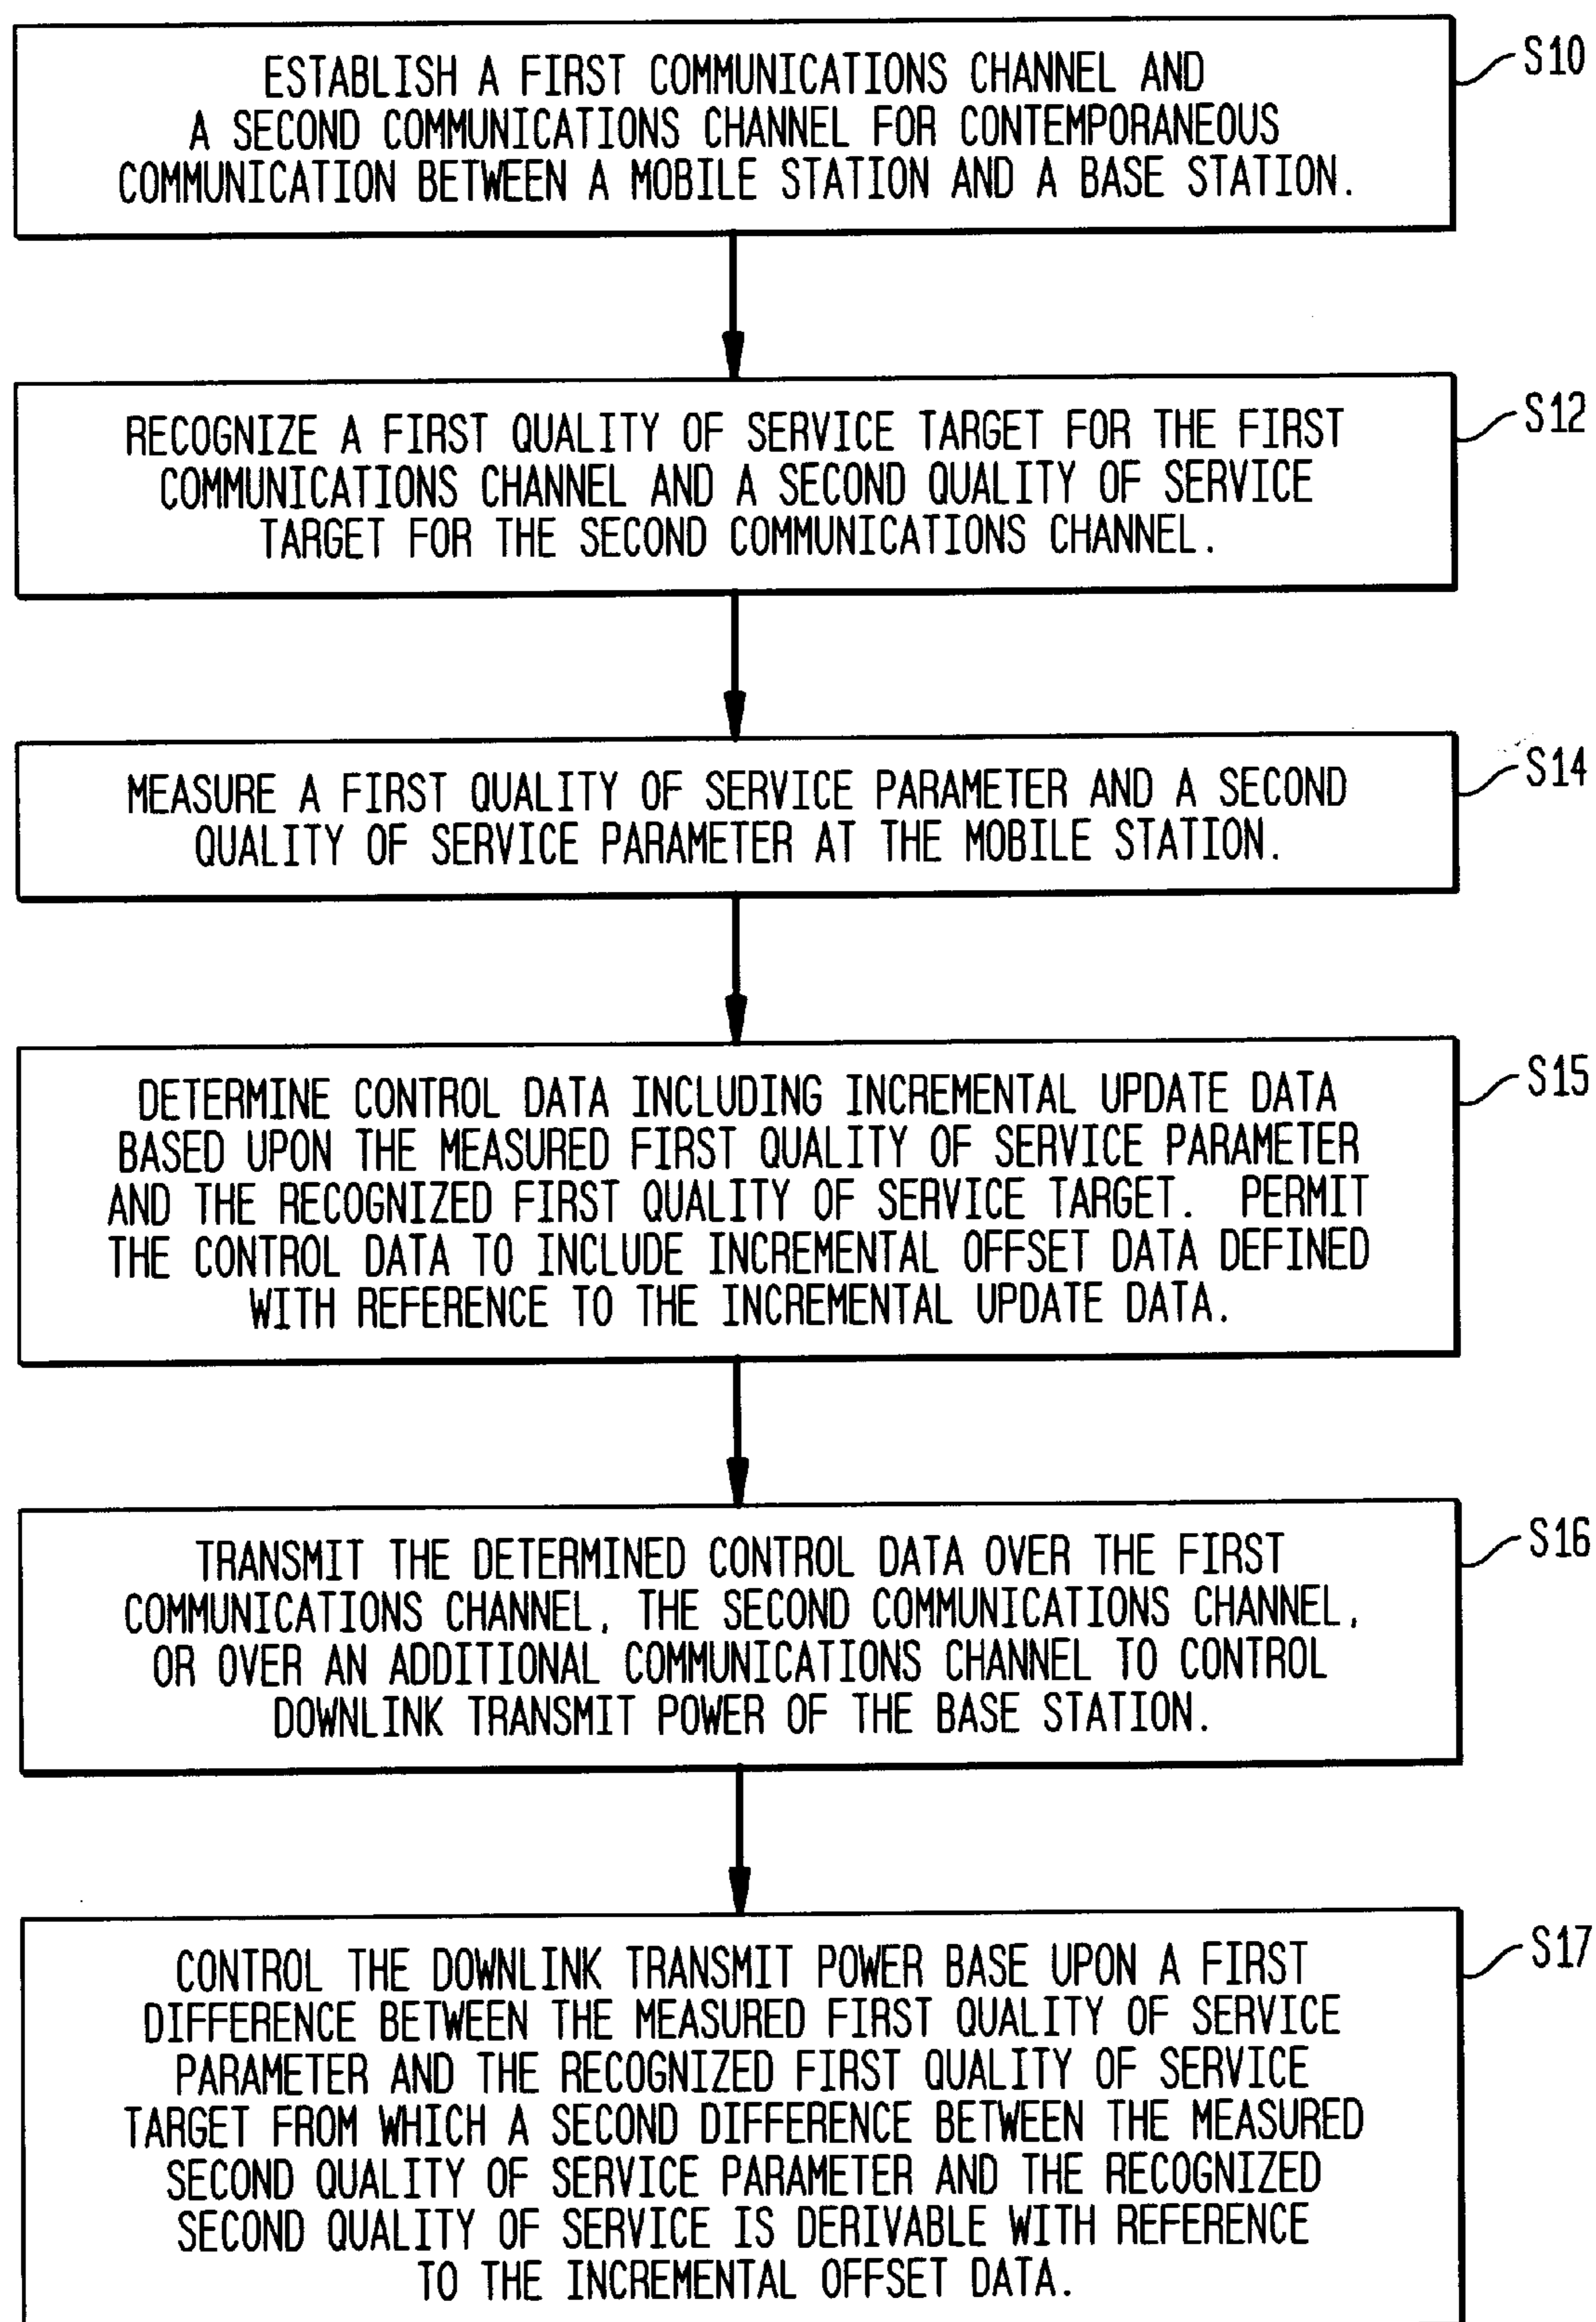 ESTABLISH A FIRST COMMUNICATIONS CHANNEL AND
A SECOND COMMUNICATIONS CHANNEL FOR CONTEMPORANEOUS
COMMUNICATION BETWEEN A MOBILE STATION AND A BASE STATION.
S10
RECOGNIZE A FIRST QUALITY OF SERVICE TARGET FOR THE FIRST
COMMUNICATIONS CHANNEL AND A SECOND QUALITY OF SERVICE
TARGET FOR THE SECOND COMMUNICATIONS CHANNEL.
S12
MEASURE A FIRST QUALITY OF SERVICE PARAMETER AND A SECOND
QUALITY OF SERVICE PARAMETER AT THE MOBILE STATION.
S14
DETERMINE CONTROL DATA INCLUDING INCREMENTAL UPDATE DATA
BASED UPON THE MEASURED FIRST QUALITY OF SERVICE PARAMETER
AND THE RECOGNIZED FIRST QUALITY OF SERVICE TARGET. PERMIT
THE CONTROL DATA TO INCLUDE INCREMENTAL OFFSET DATA DEFINED
WITH REFERENCE TO THE INCREMENTAL UPDATE DATA.
S15
TRANSMIT THE DETERMINED CONTROL DATA OVER THE FIRST
COMMUNICATIONS CHANNEL, THE SECOND COMMUNICATIONS CHANNEL,
OR OVER AN ADDITIONAL COMMUNICATIONS CHANNEL TO CONTROL
DOWNLINK TRANSMIT POWER OF THE BASE STATION.
S16
CONTROL THE DOWNLINK TRANSMIT POWER BASE UPON A FIRST
DIFFERENCE BETWEEN THE MEASURED FIRST QUALITY OF SERVICE
PARAMETER AND THE RECOGNIZED FIRST QUALITY OF SERVICE
TARGET FROM WHICH A SECOND DIFFERENCE BETWEEN THE MEASURED
SECOND QUALITY OF SERVICE PARAMETER AND THE RECOGNIZED
SECOND QUALITY OF SERVICE IS DERIVABLE WITH REFERENCE
TO THE INCREMENTAL OFFSET DATA.
S17